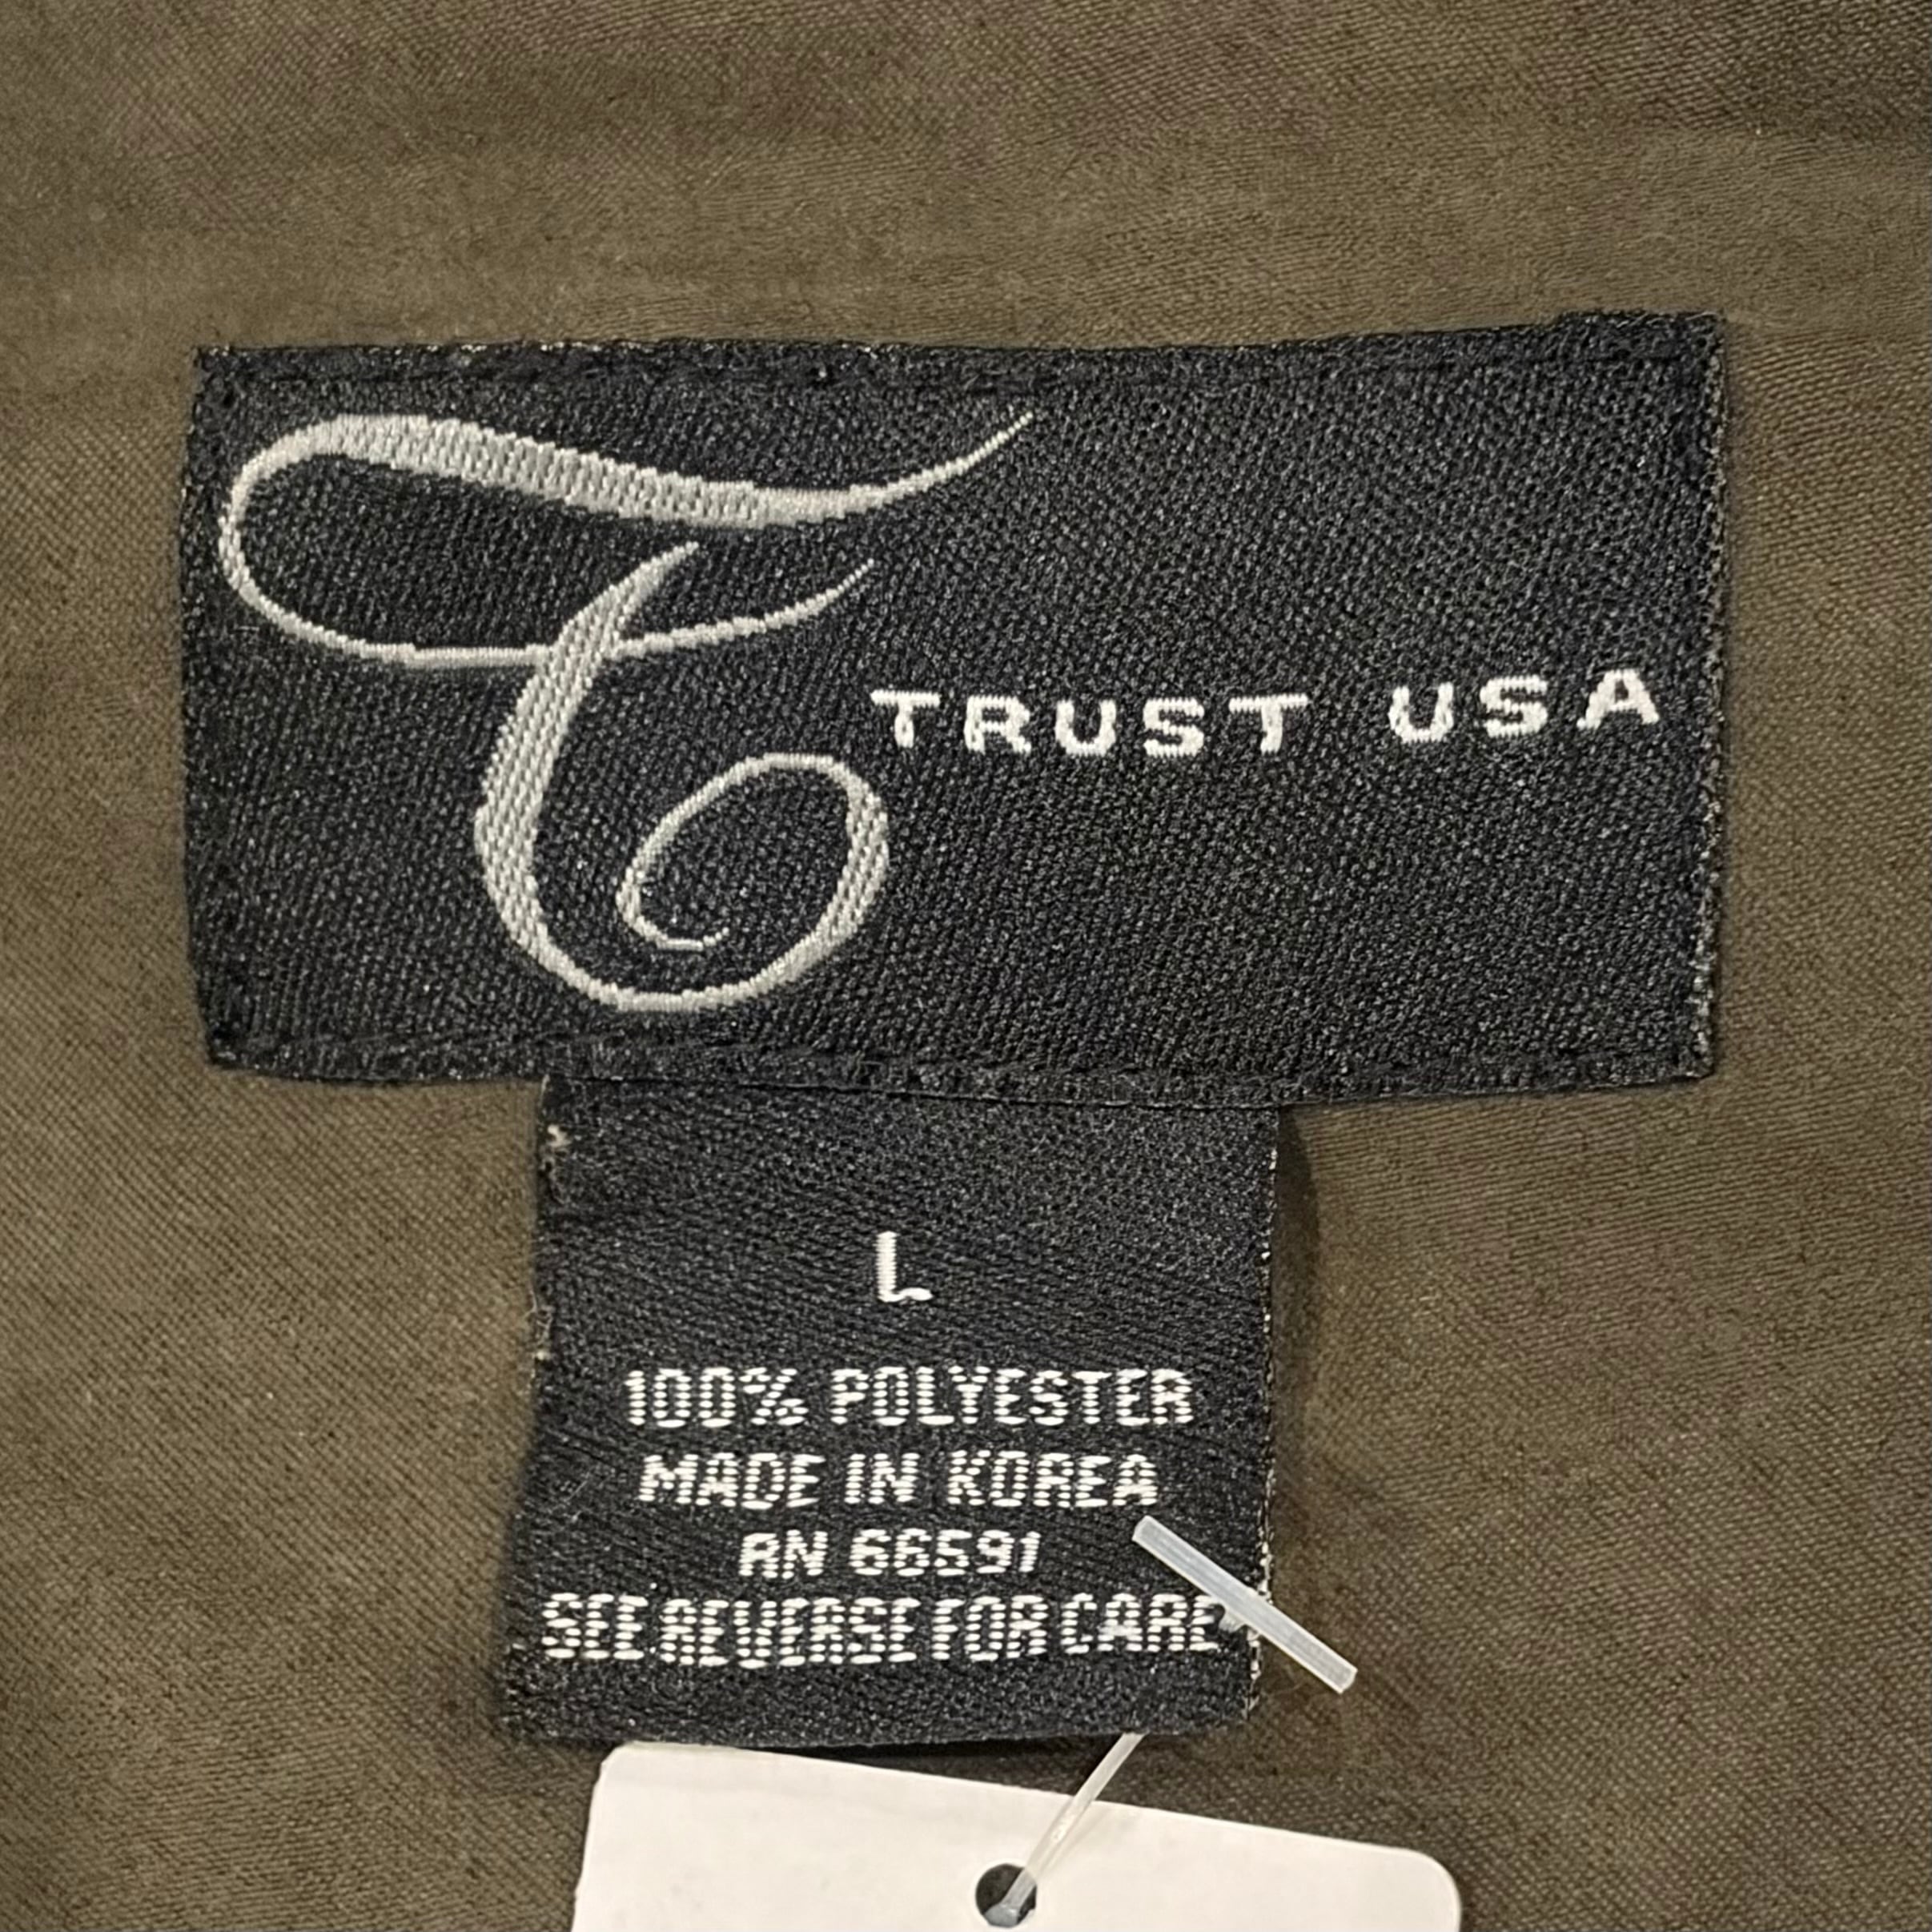 TRUST USA
L
100% POLYESTER
MADE IN KOREA
RN 66591
SEE REVERSE FOR CARE